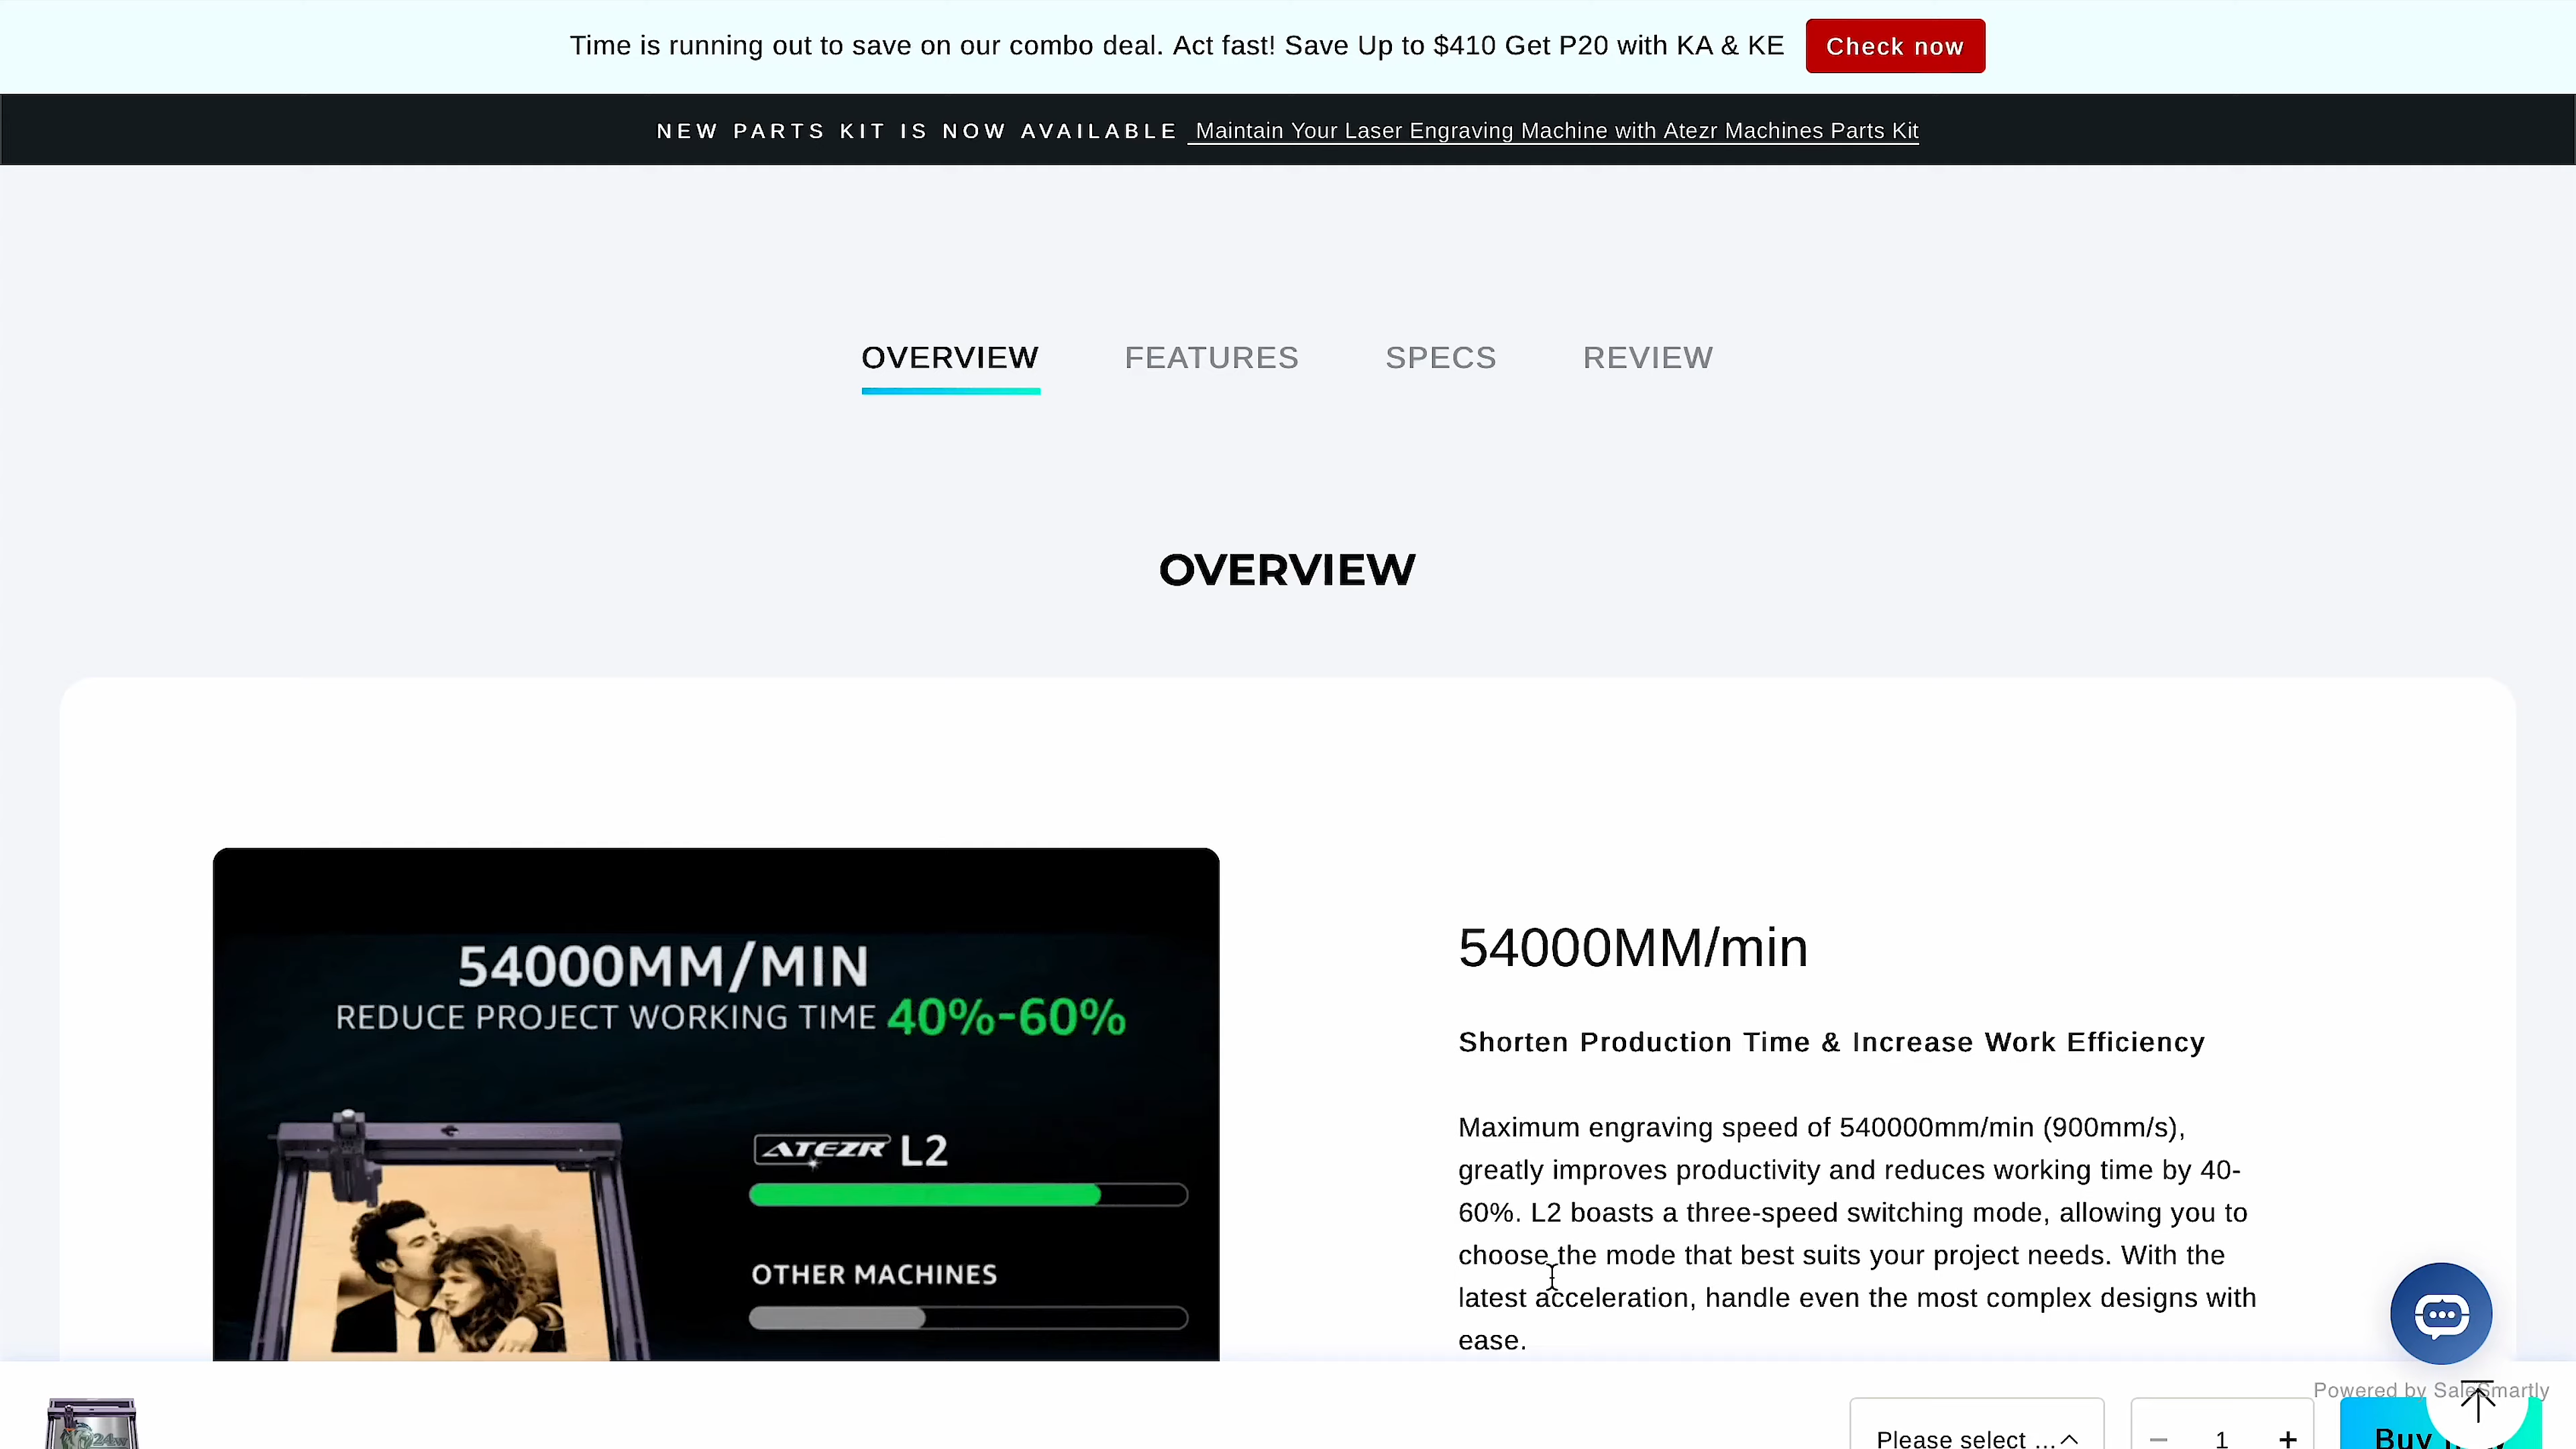 Time is running out to save on our combo deal. Act fast! Save Up to $410 Get P20 with KA & KE Check now
NEW PARTS KIT IS NOW AVAILABLE Maintain Your Laser Engraving Machine with Atezr Machines Parts Kit
OVERVIEW FEATURES SPECS REVIEW
OVERVIEW
54000MM/MIN
REDUCE PROJECT WORKING TIME 40%-60%
ATEZR L2
OTHER MACHINES
54000MM/min
Shorten Production Time & Increase Work Efficiency
Maximum engraving speed of 540000mm/min (900mm/s),
greatly improves productivity and reduces working time by 40-
60%. L2 boasts a three-speed switching mode, allowing you to
choose the mode that best suits your project needs. With the
latest acceleration, handle even the most complex designs with
ease.
Powered by SaleSmartly
24w
Please select ...
1
Buy